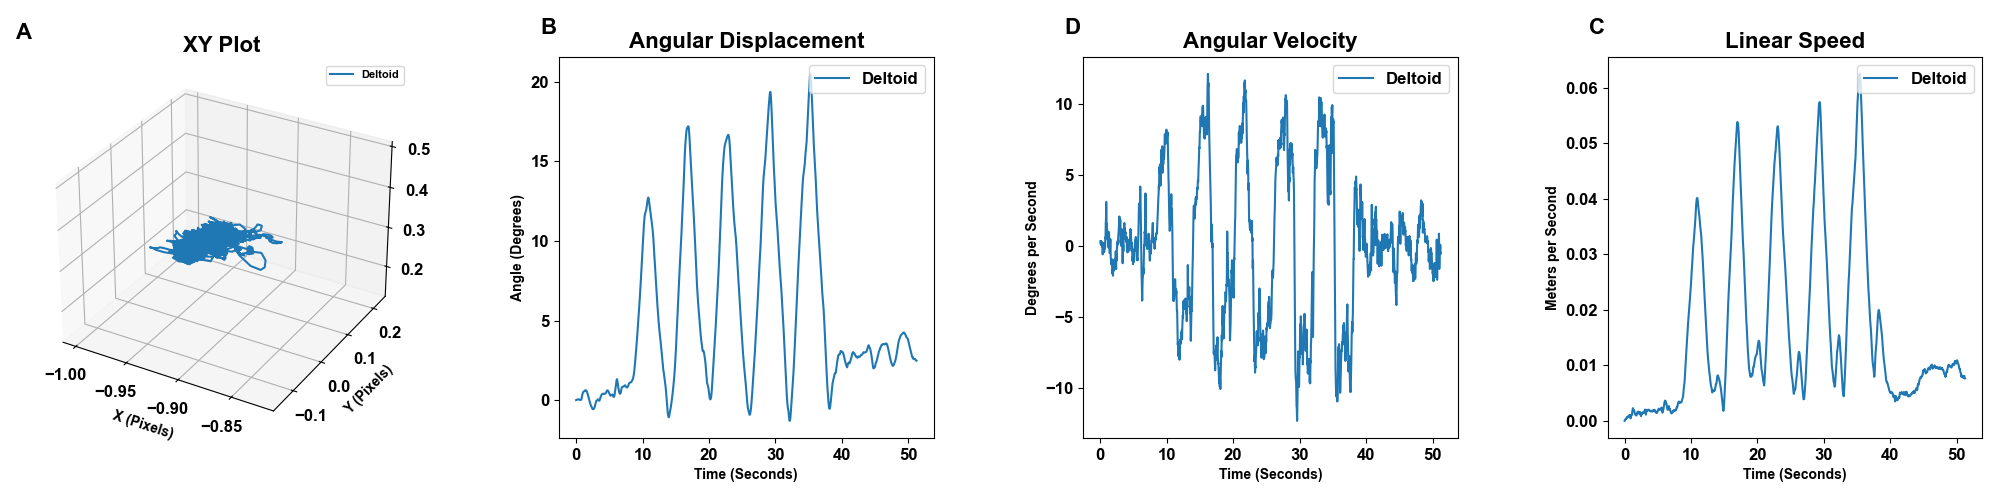 A
XY Plot
Deltoid
0.5
0.4
0.3
0.2
0.2
0.1
0.0
−0.1
Y (Pixels)
−1.00
−0.95
−0.90
−0.85
X (Pixels)
B
Angular Displacement
Deltoid
20
15
10
5
0
Angle (Degrees)
0 10 20 30 40 50
Time (Seconds)
D
Angular Velocity
Deltoid
10
5
0
−5
−10
Degrees per Second
0 10 20 30 40 50
Time (Seconds)
C
Linear Speed
Deltoid
0.06
0.05
0.04
0.03
0.02
0.01
0.00
Meters per Second
0 10 20 30 40 50
Time (Seconds)